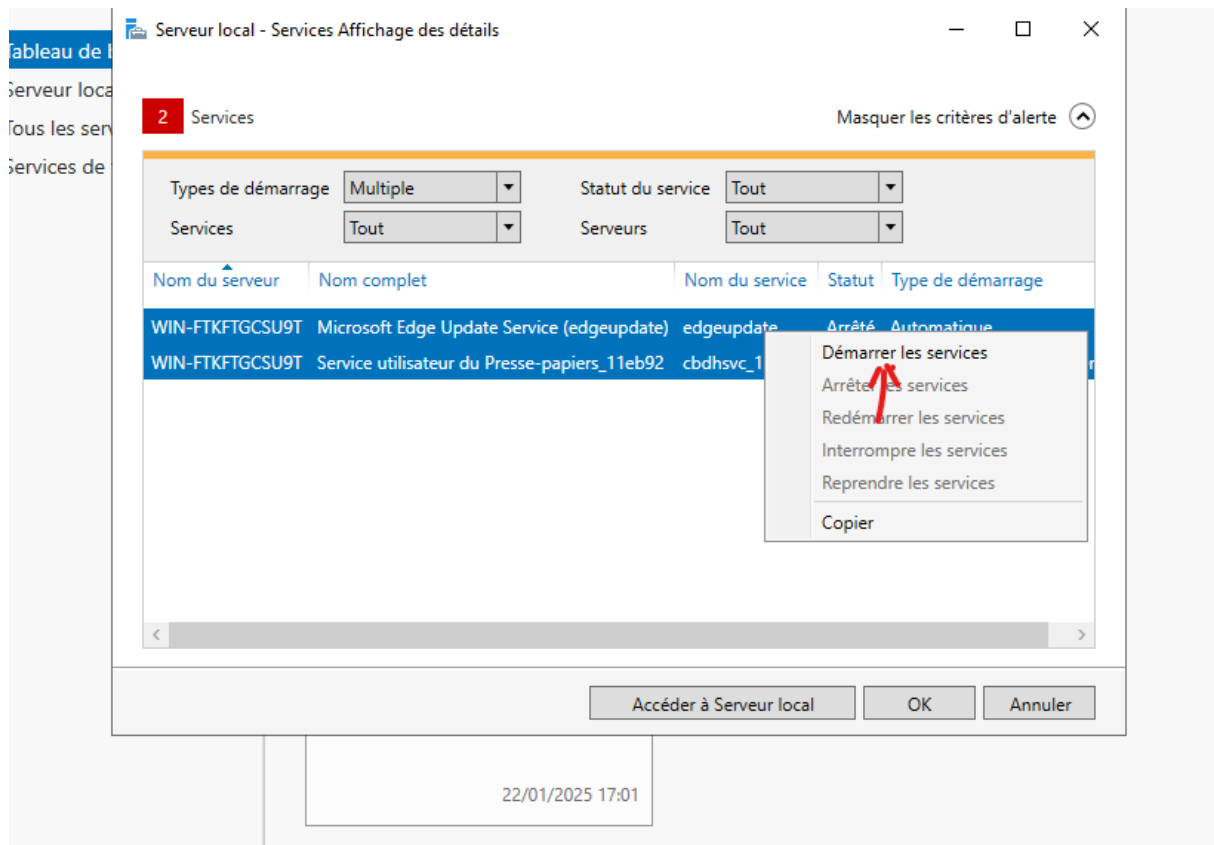 Serveur local - Services Affichage des détails
Tableau de
Serveur loca
Tous les ser
Services de
2 Services Masquer les critères d'alerte
Types de démarrage Multiple Statut du service Tout
Services Tout Serveurs Tout
Nom du serveur Nom complet Nom du service Statut Type de démarrage
WIN-FTKFTGCSU9T Microsoft Edge Update Service (edgeupdate) edgeupdate Arrêté Automatique
WIN-FTKFTGCSU9T Service utilisateur du Presse-papiers_11eb92 cbdhsvc_1
Démarrer les services
Arrêter les services
Redémarrer les services
Interrompre les services
Reprendre les services
Copier
Accéder à Serveur local OK Annuler
22/01/2025 17:01